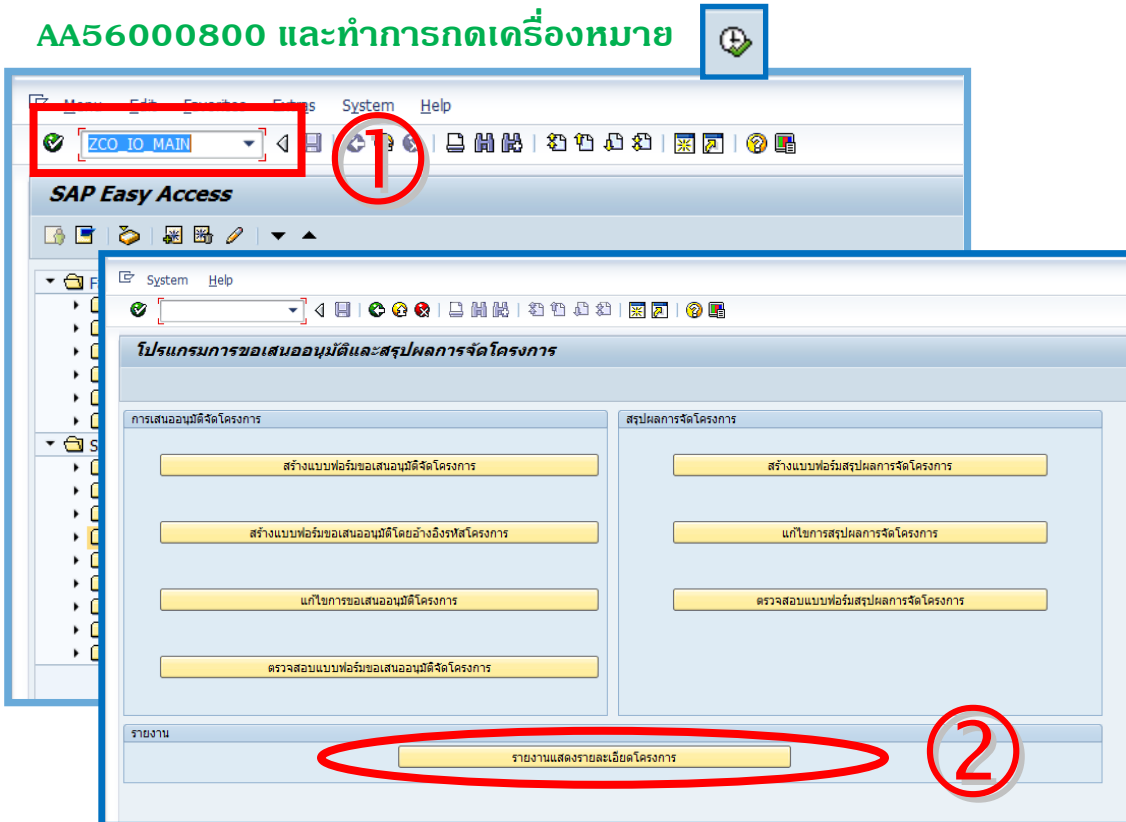 AA56000800 และทำการกดเครื่องหมาย
Menu Edit Favorites Extras System Help
ZCO_IO_MAIN
1
SAP Easy Access
F
S
System Help
โปรแกรมการขอเสนออนุมัติและสรุปผลการจัดโครงการ
การเสนออนุมัติจัดโครงการ
สรุปผลการจัดโครงการ
สร้างแบบฟอร์มขอเสนอนุมัติจัดโครงการ
สร้างแบบฟอร์มสรุปผลการจัดโครงการ
สร้างแบบฟอร์มขอเสนออนุมัติโดยอ้างอิงรหัสโครงการ
แก้ไขการสรุปผลการจัดโครงการ
แก้ไขการขอเสนออนุมัติโครงการ
ตรวจสอบแบบฟอร์มสรุปผลการจัดโครงการ
ตรวจสอบแบบฟอร์มขอเสนออนุมัติจัดโครงการ
รายงาน
รายงานแสดงรายละเอียดโครงการ
2